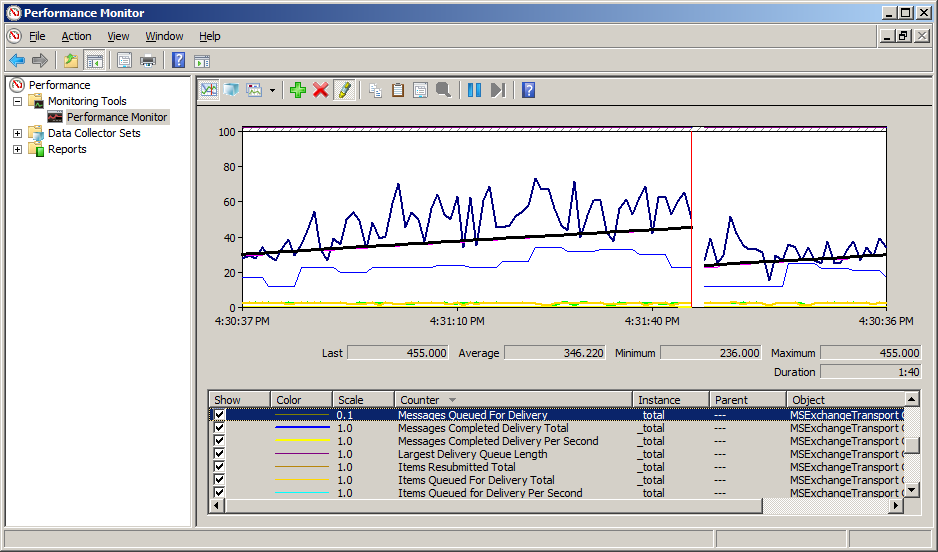 Performance Monitor
File Action View Window Help
Performance
Monitoring Tools
Performance Monitor
Data Collector Sets
Reports
100
80
60
40
20
0
4:30:37 PM 4:31:10 PM 4:31:40 PM 4:30:36 PM
Last 455.000 Average 346.220 Minimum 236.000 Maximum 455.000
Duration 1:40
Show Color Scale Counter Instance Parent Object
0.1 Messages Queued For Delivery _total --- MSExchangeTransport
1.0 Messages Completed Delivery Total _total --- MSExchangeTransport
1.0 Messages Completed Delivery Per Second _total --- MSExchangeTransport
1.0 Largest Delivery Queue Length _total --- MSExchangeTransport
1.0 Items Resubmitted Total _total --- MSExchangeTransport
1.0 Items Queued For Delivery Total _total --- MSExchangeTransport
1.0 Items Queued for Delivery Per Second _total --- MSExchangeTransport